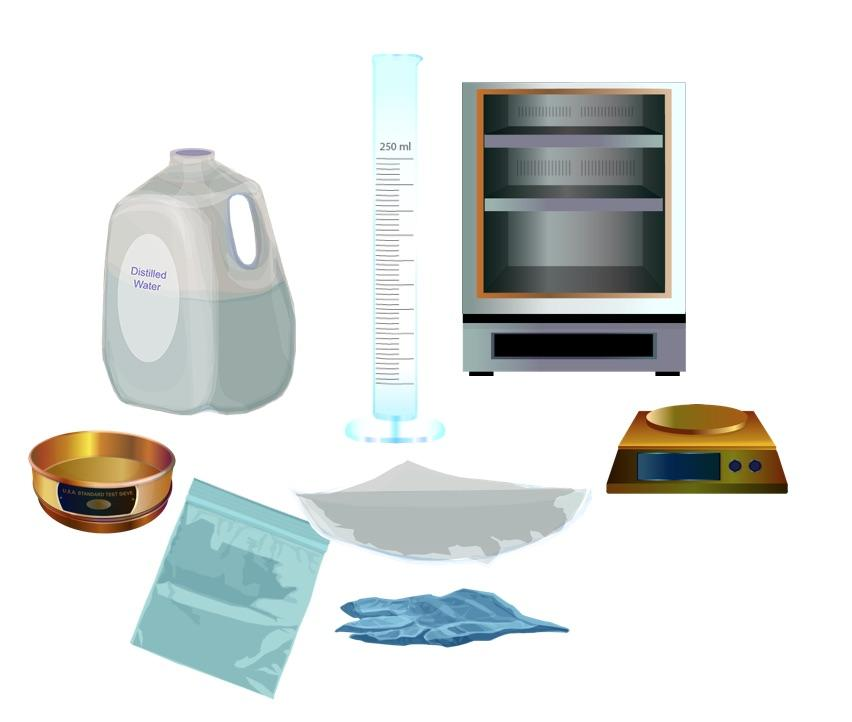 250 ml
Distilled
Water
U.S.A. STANDARD TEST SIEVE